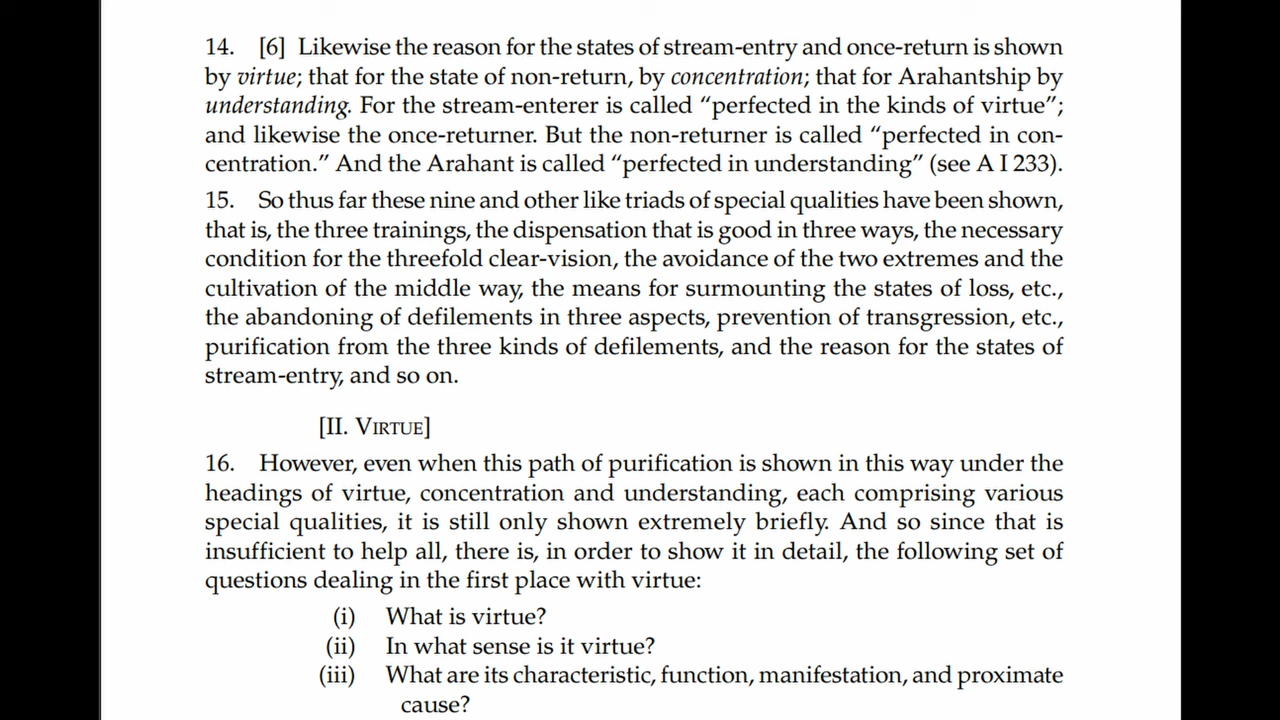 14. [6] Likewise the reason for the states of stream-entry and once-return is shown
by virtue; that for the state of non-return, by concentration; that for Arahantship by
understanding. For the stream-enterer is called “perfected in the kinds of virtue”;
and likewise the once-returner. But the non-returner is called “perfected in con-
centration.” And the Arahant is called “perfected in understanding” (see A I 233).
15. So thus far these nine and other like triads of special qualities have been shown,
that is, the three trainings, the dispensation that is good in three ways, the necessary
condition for the threefold clear-vision, the avoidance of the two extremes and the
cultivation of the middle way, the means for surmounting the states of loss, etc.,
the abandoning of defilements in three aspects, prevention of transgression, etc.,
purification from the three kinds of defilements, and the reason for the states of
stream-entry, and so on.
[II. VIRTUE]
16. However, even when this path of purification is shown in this way under the
headings of virtue, concentration and understanding, each comprising various
special qualities, it is still only shown extremely briefly. And so since that is
insufficient to help all, there is, in order to show it in detail, the following set of
questions dealing in the first place with virtue:
(i) What is virtue?
(ii) In what sense is it virtue?
(iii) What are its characteristic, function, manifestation, and proximate
cause?